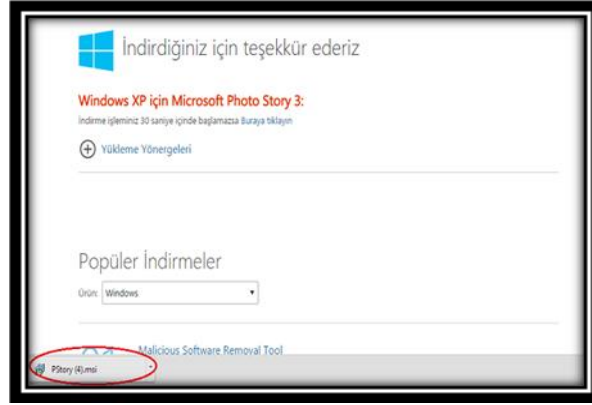 İndirdiğiniz için teşekkür ederiz
Windows XP için Microsoft Photo Story 3:
İndirme işleminiz 30 saniye içinde başlamazsa Buraya tıklayın
Yükleme Yönergeleri
Popüler İndirmeler
Ürün: Windows
Malicious Software Removal Tool
PStory (4).msi